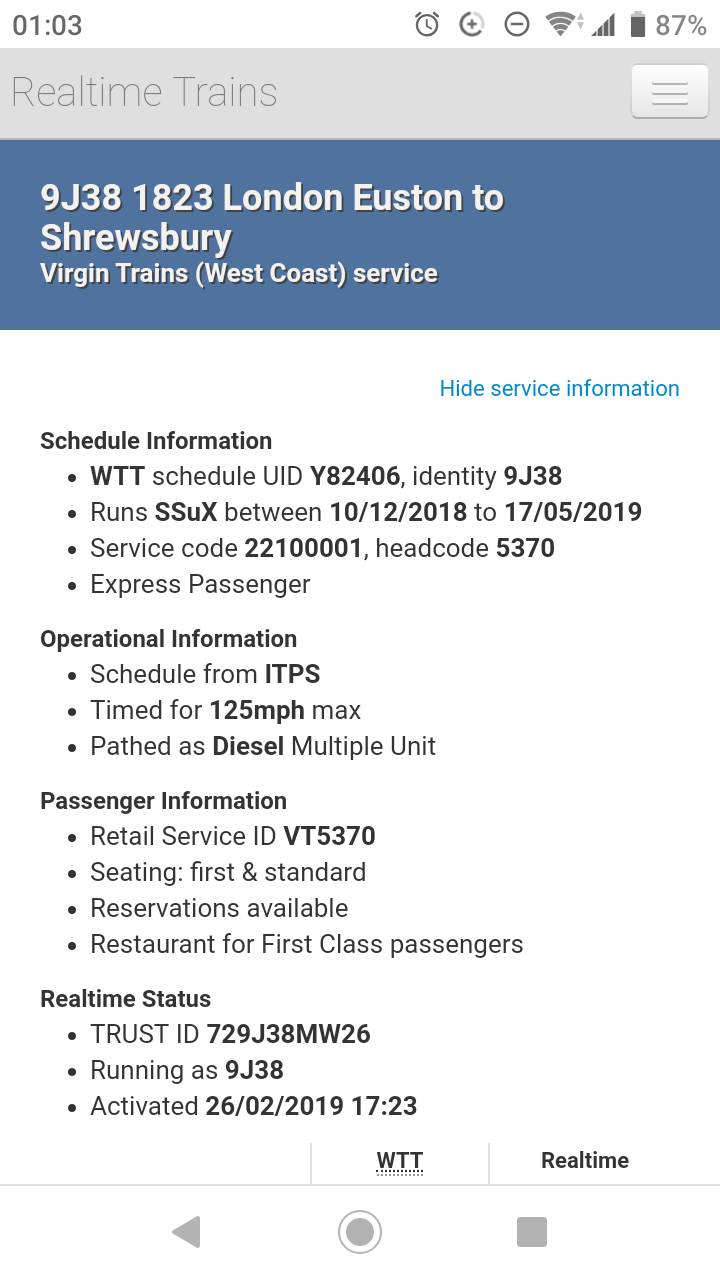 01:03
87%
Realtime Trains
9J38 1823 London Euston to
Shrewsbury
Virgin Trains (West Coast) service
Hide service information
Schedule Information
• WTT schedule UID Y82406, identity 9J38
• Runs SSuX between 10/12/2018 to 17/05/2019
• Service code 22100001, headcode 5370
• Express Passenger
Operational Information
• Schedule from ITPS
• Timed for 125mph max
• Pathed as Diesel Multiple Unit
Passenger Information
• Retail Service ID VT5370
• Seating: first & standard
• Reservations available
• Restaurant for First Class passengers
Realtime Status
• TRUST ID 729J38MW26
• Running as 9J38
• Activated 26/02/2019 17:23
WTT
Realtime